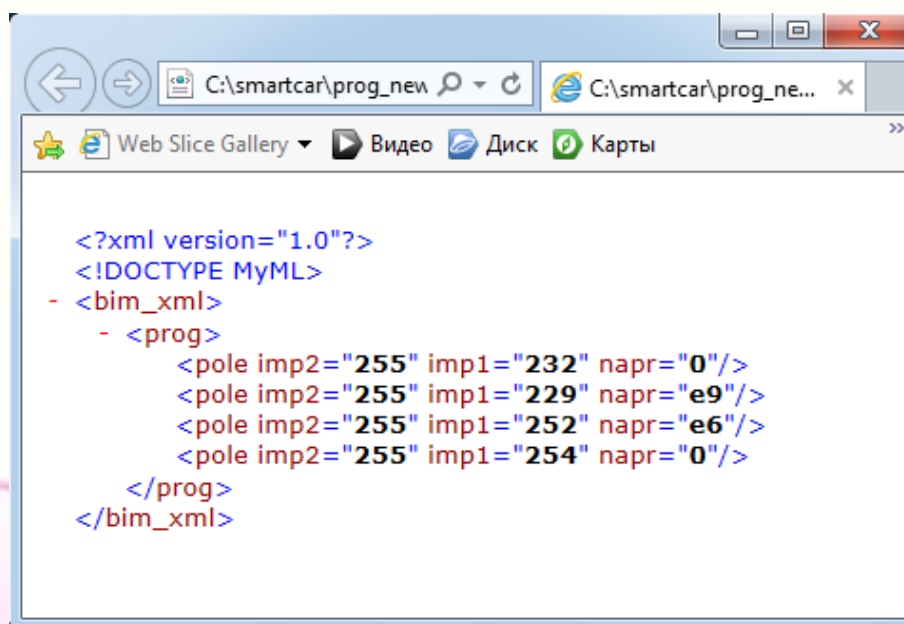 C:\smartcar\prog_new
C:\smartcar\prog_ne...
Web Slice Gallery Видео Диск Карты
<?xml version="1.0"?>
<!DOCTYPE MyML>
- <bim_xml>
- <prog>
<pole imp2="255" imp1="232" napr="0"/>
<pole imp2="255" imp1="229" napr="e9"/>
<pole imp2="255" imp1="252" napr="e6"/>
<pole imp2="255" imp1="254" napr="0"/>
</prog>
</bim_xml>